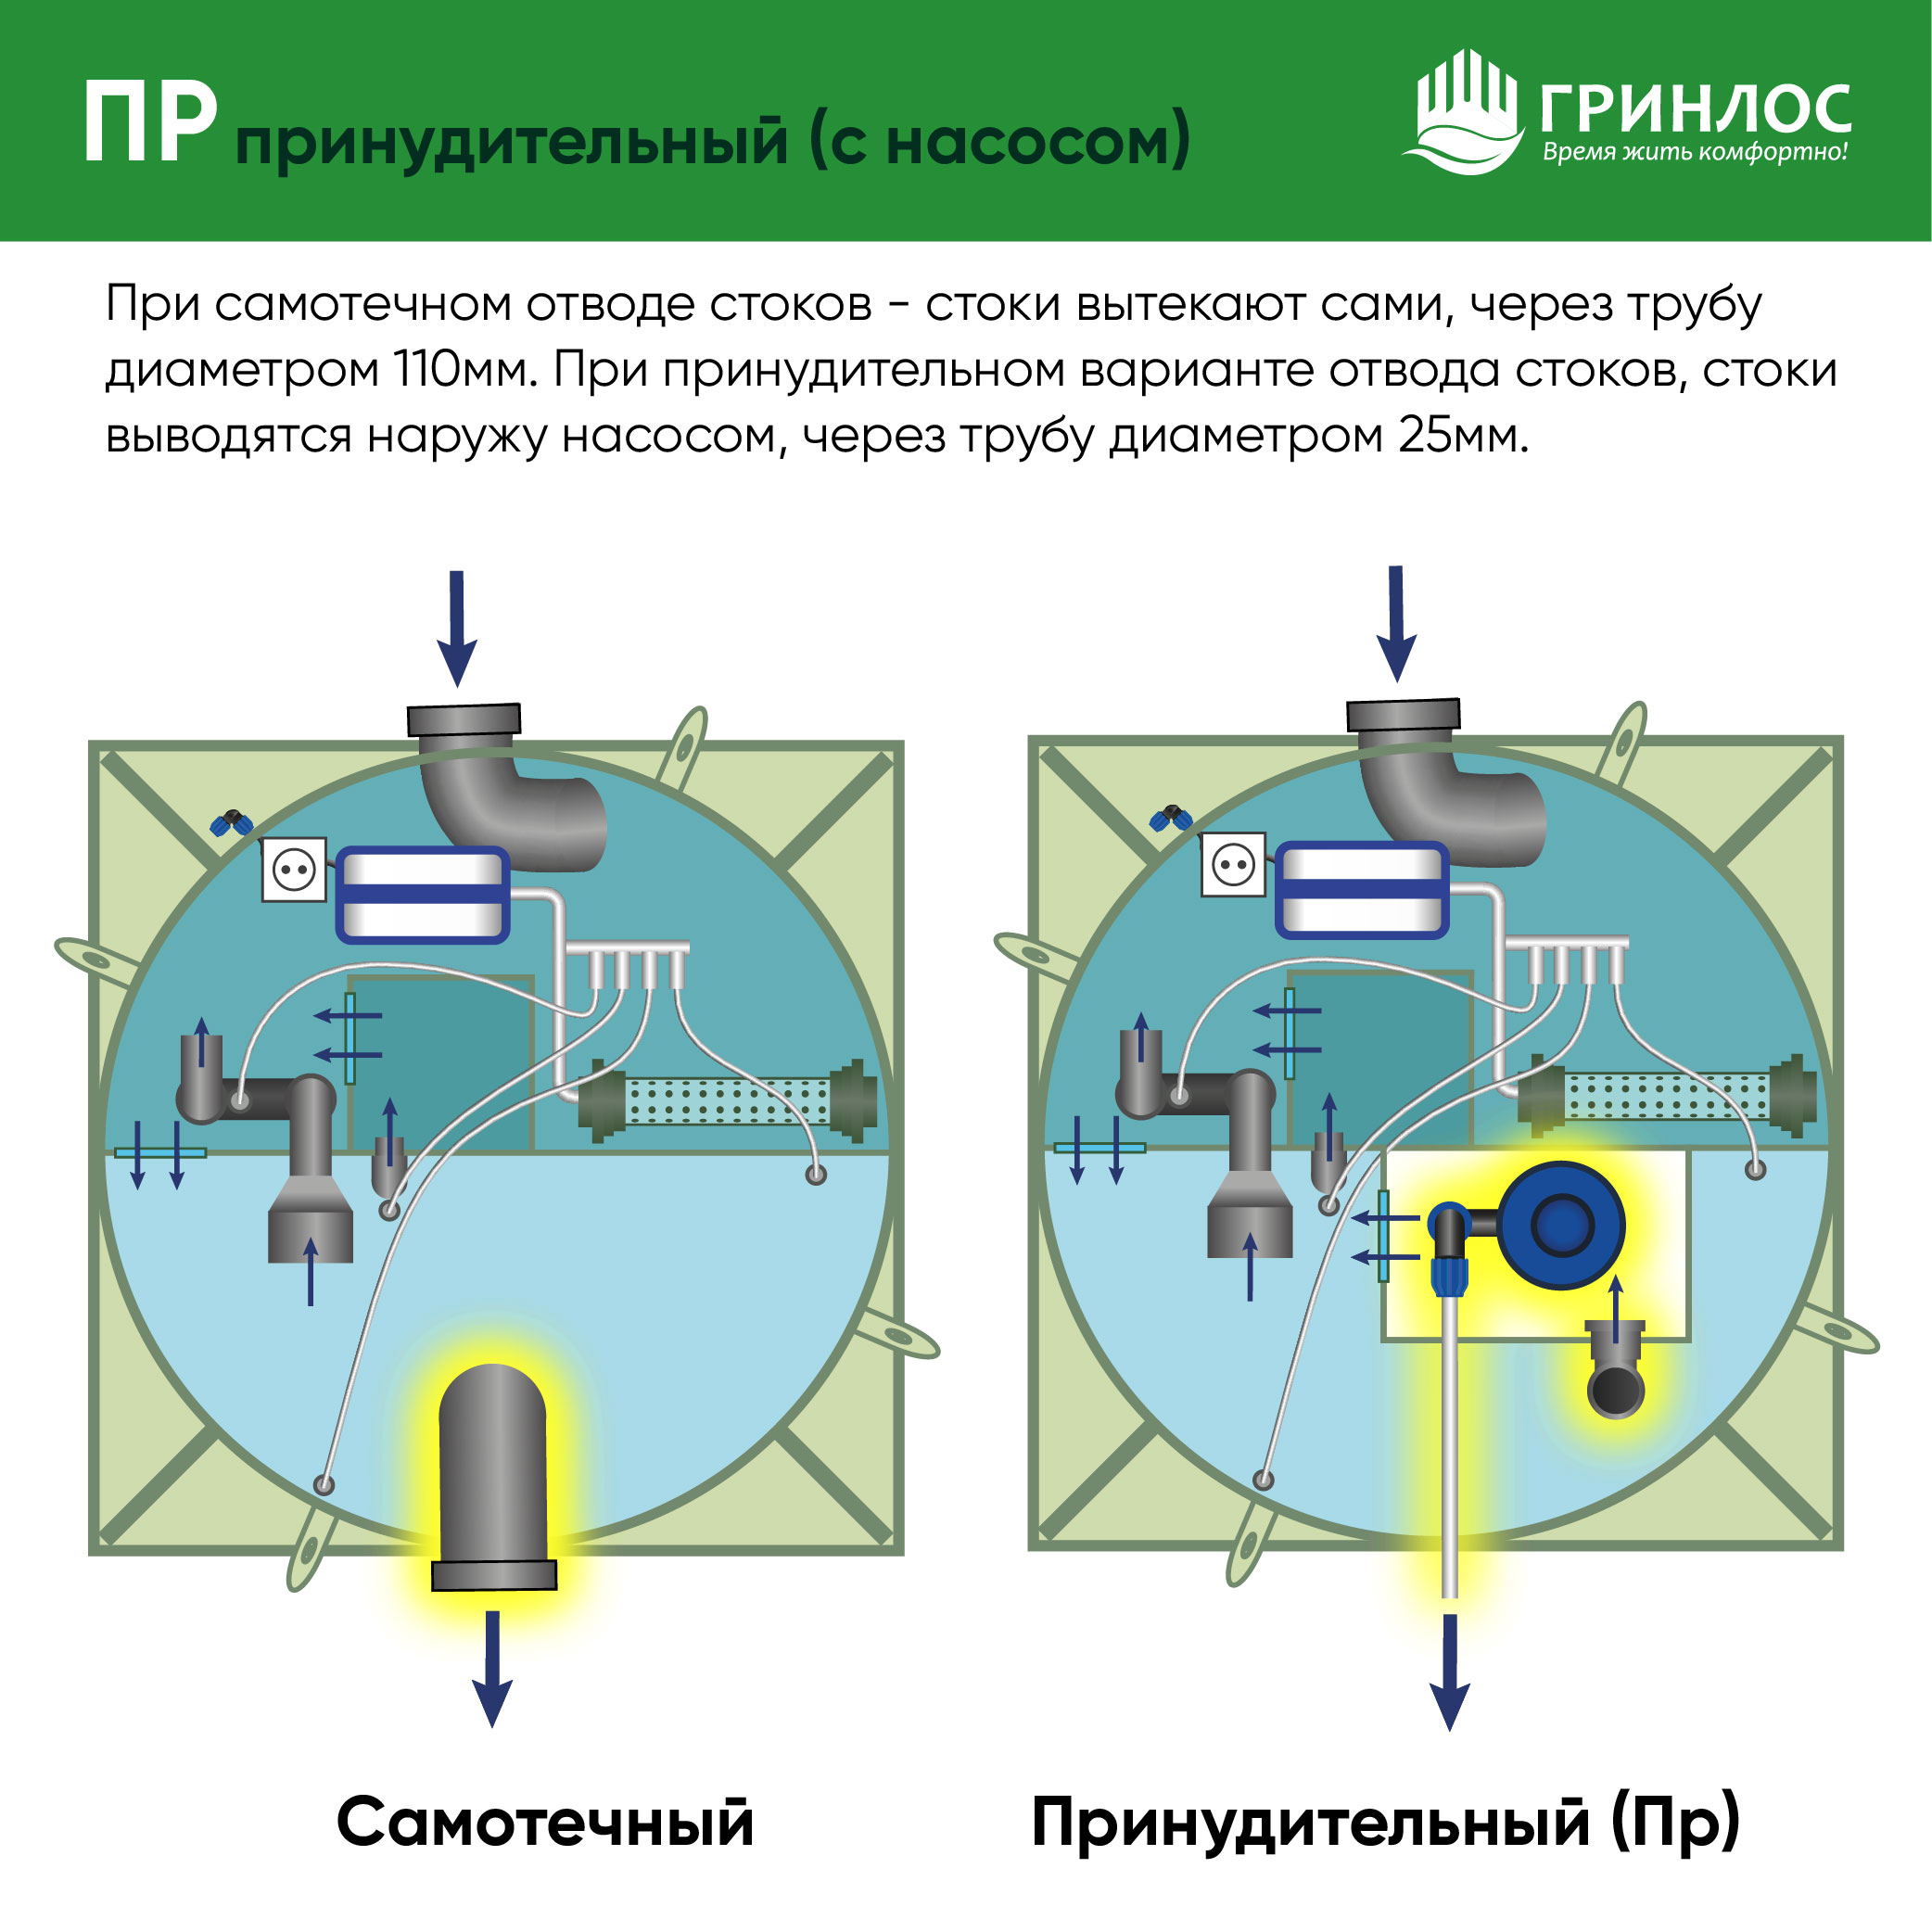 ПР принудительный (с насосом)
ГРИНЛОС
Время жить комфортно!
При самотечном отводе стоков - стоки вытекают сами, через трубу
диаметром 110мм. При принудительном варианте отвода стоков, стоки
выводятся наружу насосом, через трубу диаметром 25мм.
Самотечный
Принудительный (Пр)